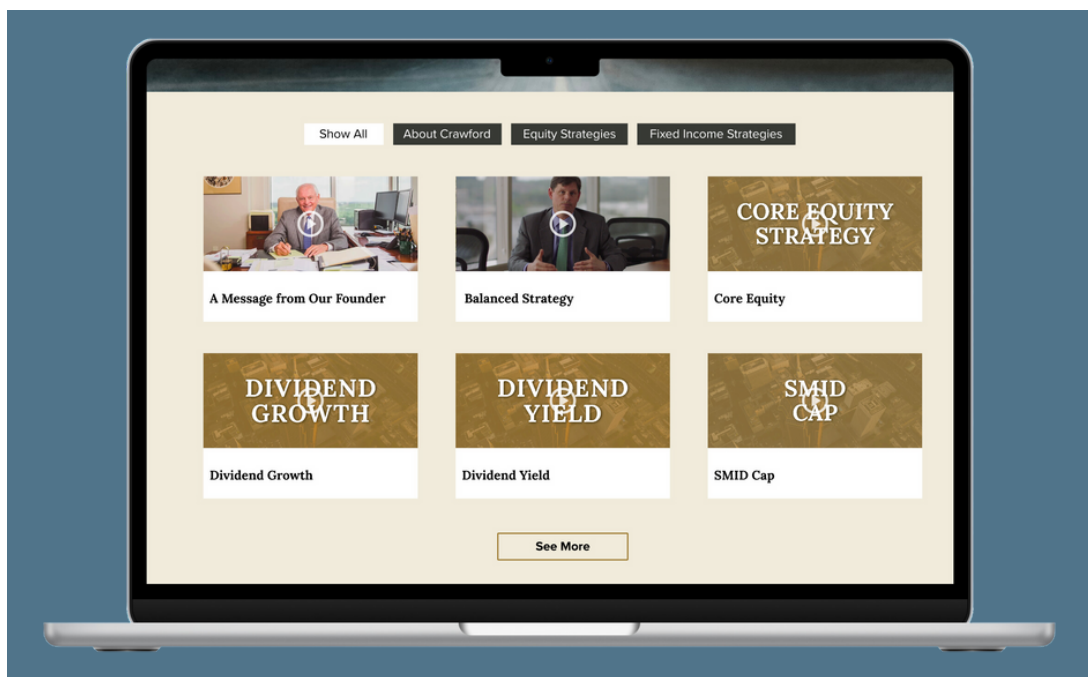 Show All
About Crawford
Equity Strategies
Fixed Income Strategies
CORE EQUITY
STRATEGY
A Message from Our Founder
Balanced Strategy
Core Equity
DIVIDEND
GROWTH
DIVIDEND
YIELD
SMID
CAP
Dividend Growth
Dividend Yield
SMID Cap
See More